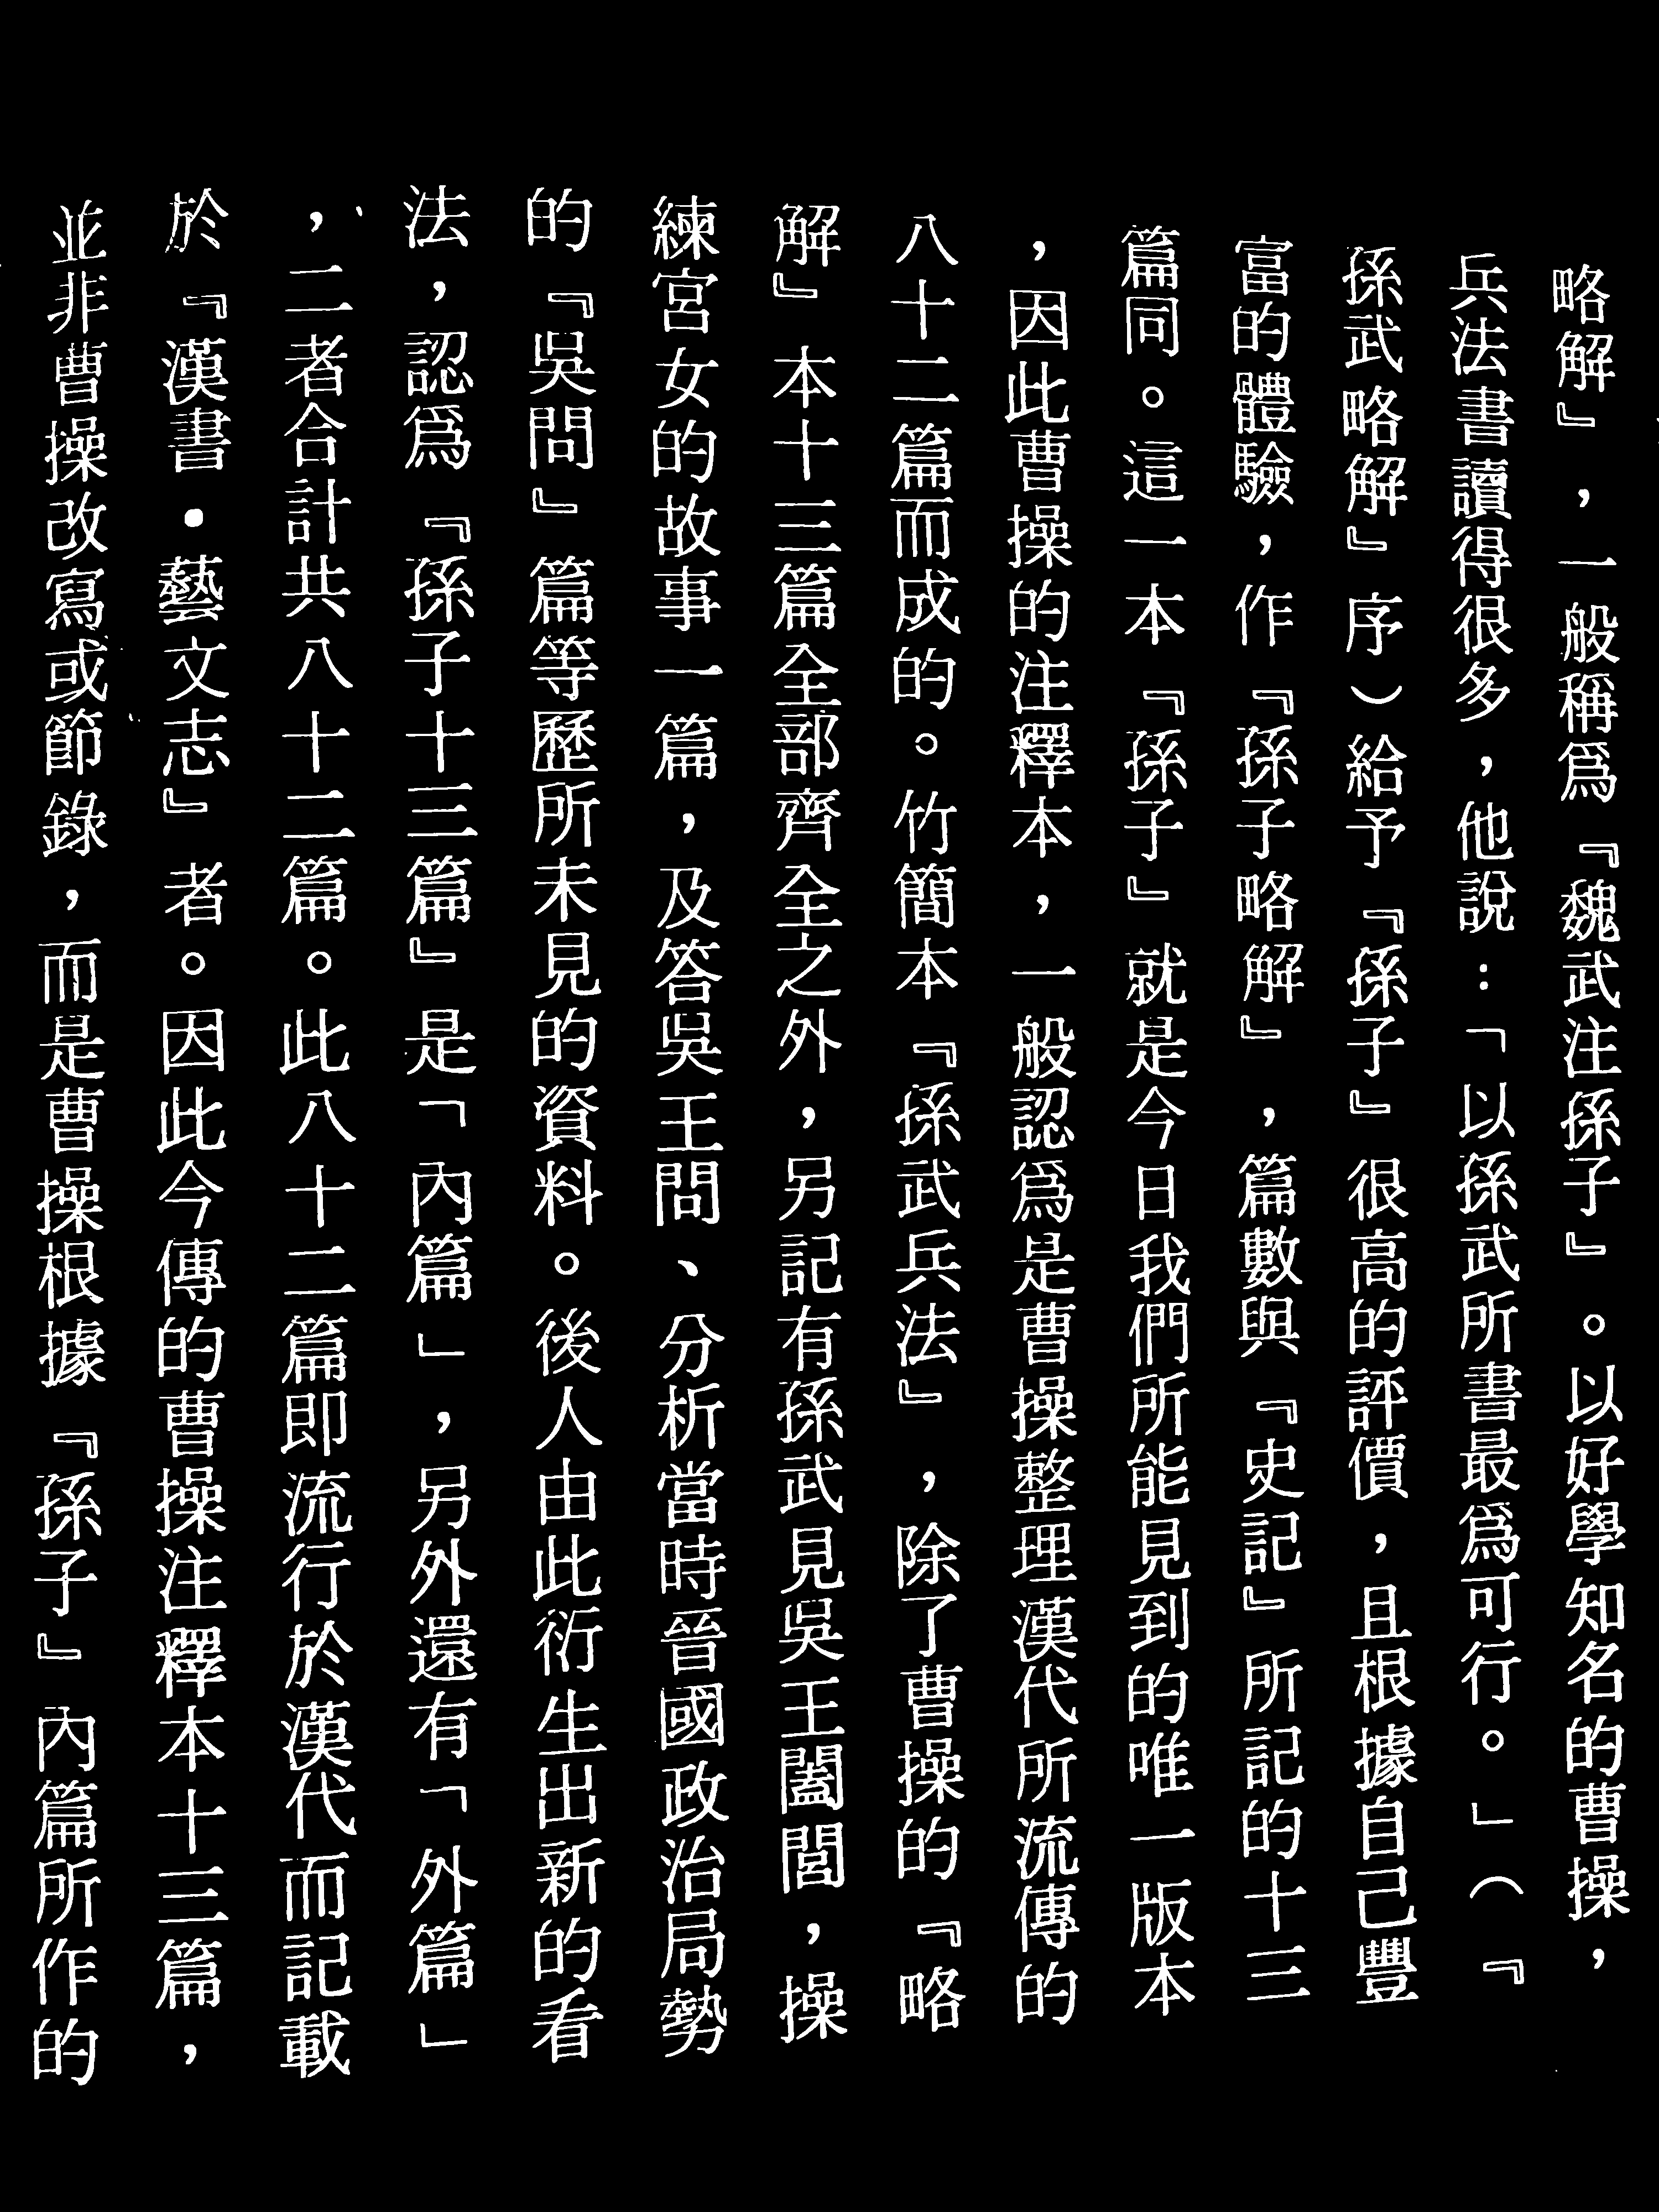 略解』，一般稱爲『魏武注孫子』。以好學知名的曹操，
兵法書讀得很多，他說：「以孫武所書最爲可行。」（『
孫武略解』序）給予『孫子』很高的評價，且根據自己豐
富的體驗，作『孫子略解』，篇數與『史記』所記的十三
篇同。這一本『孫子』就是今日我們所能見到的唯一版本
，因此曹操的注釋本，一般認爲是曹操整理漢代所流傳的
八十二篇而成的。竹簡本『孫武兵法』，除了曹操的『略
解』本十三篇全部齊全之外，另記有孫武見吳王闔閭，操
練宮女的故事一篇，及答吳王問、分析當時晉國政治局勢
的『吳問』篇等歷所未見的資料。後人由此衍生出新的看
法，認爲『孫子十三篇』是「內篇」，另外還有「外篇」
，二者合計共八十二篇。此八十二篇即流行於漢代而記載
於『漢書・藝文志』者。因此今傳的曹操注釋本十三篇，
並非曹操改寫或節錄，而是曹操根據『孫子』內篇所作的